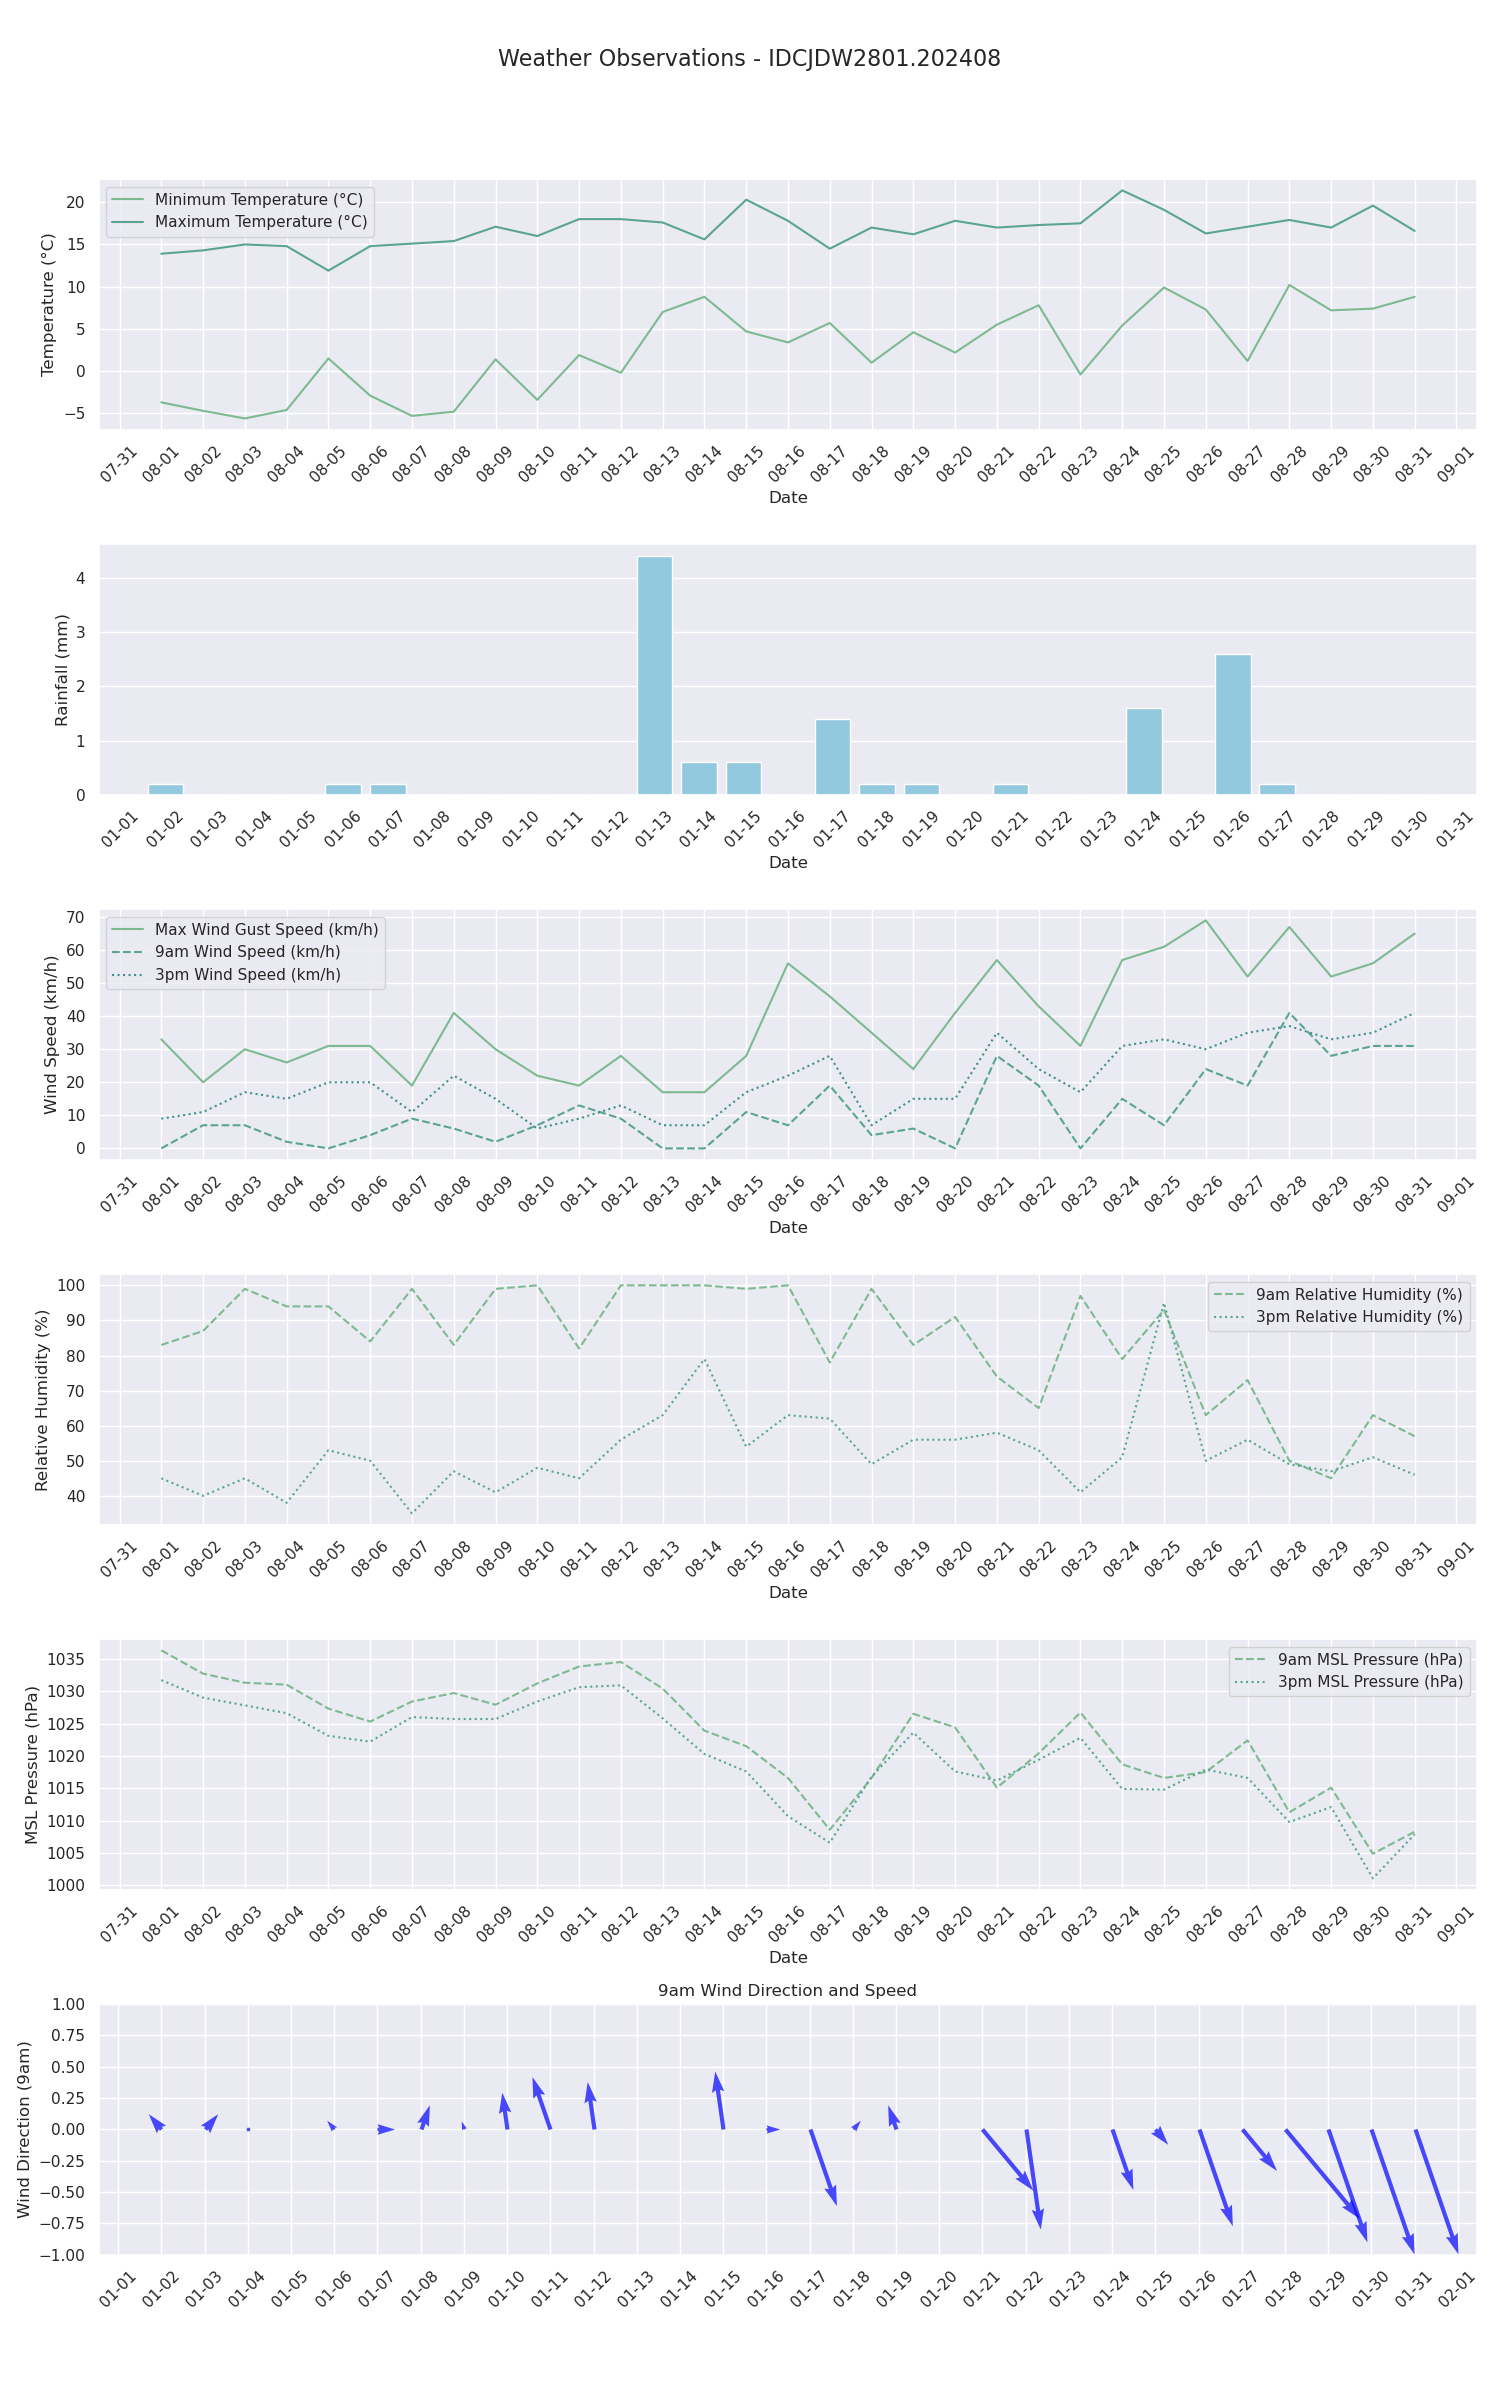 Weather Observations - IDCJDW2801.202408
Minimum Temperature (°C)
Maximum Temperature (°C)
Temperature (°C)
20
15
10
5
0
−5
07-31 08-01 08-02 08-03 08-04 08-05 08-06 08-07 08-08 08-09 08-10 08-11 08-12 08-13 08-14 08-15 08-16 08-17 08-18 08-19 08-20 08-21 08-22 08-23 08-24 08-25 08-26 08-27 08-28 08-29 08-30 08-31 09-01
Date
Rainfall (mm)
4
3
2
1
0
01-01 01-02 01-03 01-04 01-05 01-06 01-07 01-08 01-09 01-10 01-11 01-12 01-13 01-14 01-15 01-16 01-17 01-18 01-19 01-20 01-21 01-22 01-23 01-24 01-25 01-26 01-27 01-28 01-29 01-30 01-31
Date
Max Wind Gust Speed (km/h)
9am Wind Speed (km/h)
3pm Wind Speed (km/h)
Wind Speed (km/h)
70
60
50
40
30
20
10
0
07-31 08-01 08-02 08-03 08-04 08-05 08-06 08-07 08-08 08-09 08-10 08-11 08-12 08-13 08-14 08-15 08-16 08-17 08-18 08-19 08-20 08-21 08-22 08-23 08-24 08-25 08-26 08-27 08-28 08-29 08-30 08-31 09-01
Date
9am Relative Humidity (%)
3pm Relative Humidity (%)
Relative Humidity (%)
100
90
80
70
60
50
40
07-31 08-01 08-02 08-03 08-04 08-05 08-06 08-07 08-08 08-09 08-10 08-11 08-12 08-13 08-14 08-15 08-16 08-17 08-18 08-19 08-20 08-21 08-22 08-23 08-24 08-25 08-26 08-27 08-28 08-29 08-30 08-31 09-01
Date
9am MSL Pressure (hPa)
3pm MSL Pressure (hPa)
MSL Pressure (hPa)
1035
1030
1025
1020
1015
1010
1005
1000
07-31 08-01 08-02 08-03 08-04 08-05 08-06 08-07 08-08 08-09 08-10 08-11 08-12 08-13 08-14 08-15 08-16 08-17 08-18 08-19 08-20 08-21 08-22 08-23 08-24 08-25 08-26 08-27 08-28 08-29 08-30 08-31 09-01
Date
9am Wind Direction and Speed
Wind Direction (9am)
1.00
0.75
0.50
0.25
0.00
−0.25
−0.50
−0.75
−1.00
01-01 01-02 01-03 01-04 01-05 01-06 01-07 01-08 01-09 01-10 01-11 01-12 01-13 01-14 01-15 01-16 01-17 01-18 01-19 01-20 01-21 01-22 01-23 01-24 01-25 01-26 01-27 01-28 01-29 01-30 01-31 02-01